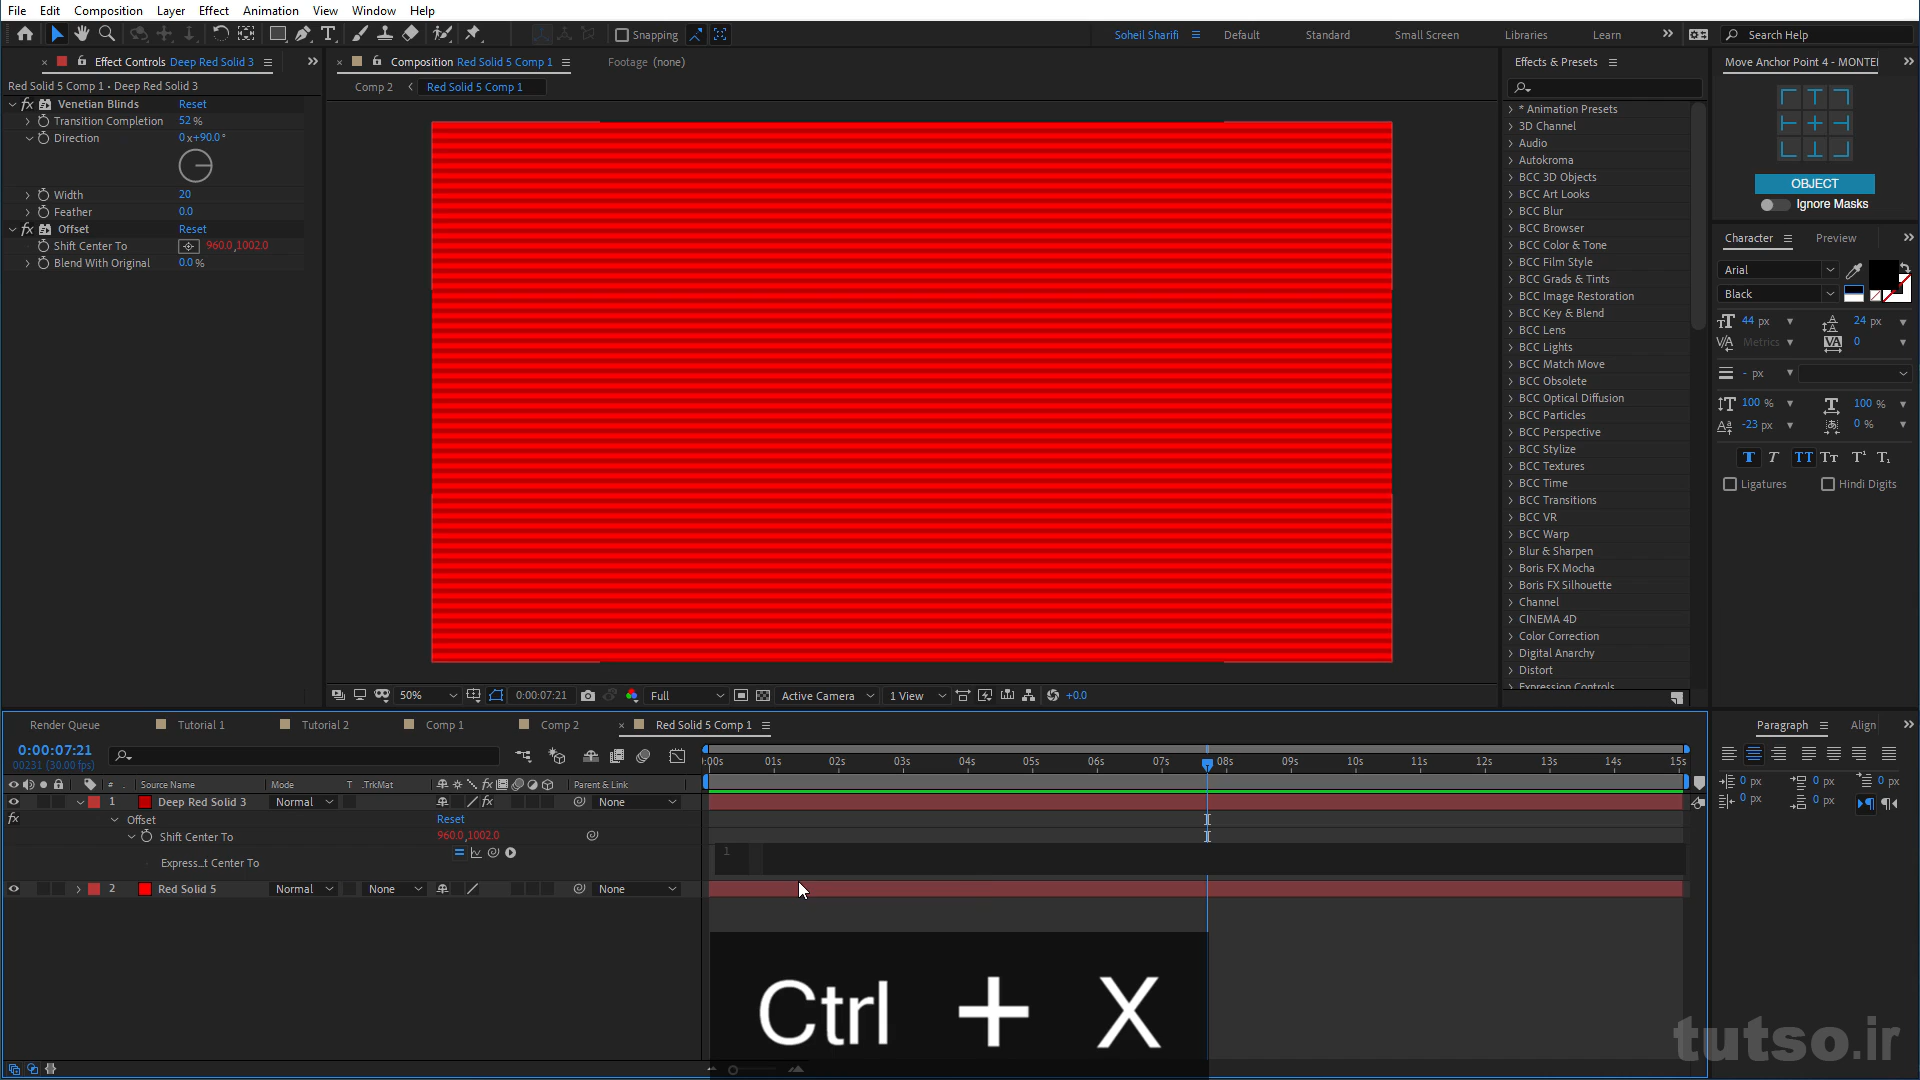 File Edit Composition Layer Effect Animation View Window Help
Snapping
Soheil Sharifi Default Standard Small Screen Libraries Learn Search Help
Effect Controls Deep Red Solid 3
Red Solid 5 Comp 1 • Deep Red Solid 3
fx Venetian Blinds Reset
Transition Completion 52 %
Direction 0 x+90.0 °
Width 20
Feather 0.0
fx Offset Reset
Shift Center To 960.0,1002.0
Blend With Original 0.0 %
Composition Red Solid 5 Comp 1
Footage (none)
Comp 2 Red Solid 5 Comp 1
50% 0:00:07:21 Full Active Camera 1 View +0.0
Effects & Presets
* Animation Presets
3D Channel
Audio
Autokroma
BCC 3D Objects
BCC Art Looks
BCC Blur
BCC Browser
BCC Color & Tone
BCC Film Style
BCC Grads & Tints
BCC Image Restoration
BCC Key & Blend
BCC Lens
BCC Lights
BCC Match Move
BCC Obsolete
BCC Optical Diffusion
BCC Particles
BCC Perspective
BCC Stylize
BCC Textures
BCC Time
BCC Transitions
BCC VR
BCC Warp
Blur & Sharpen
Boris FX Mocha
Boris FX Silhouette
Channel
CINEMA 4D
Color Correction
Digital Anarchy
Distort
Expression Controls
Move Anchor Point 4 - MONTE
OBJECT
Ignore Masks
Character Preview
Arial
Black
44 px 24 px
Metrics 0
- px
100 % 100 %
-23 px 0 %
T T TT Tт T¹ T₁
Ligatures Hindi Digits
Render Queue Tutorial 1 Tutorial 2 Comp 1 Comp 2 Red Solid 5 Comp 1
0:00:07:21
00231 (30.00 fps)
# Source Name Mode T .TrkMat Parent & Link
:00s 01s 02s 03s 04s 05s 06s 07s 08s 09s 10s 11s 12s 13s 14s 15s
1 Deep Red Solid 3 Normal None
fx Offset Reset
Shift Center To 960.0,1002.0
Express...t Center To
1
2 Red Solid 5 Normal None None
Ctrl + X
Paragraph Align
0 px 0 px 0 px
0 px 0 px
tutso.ir